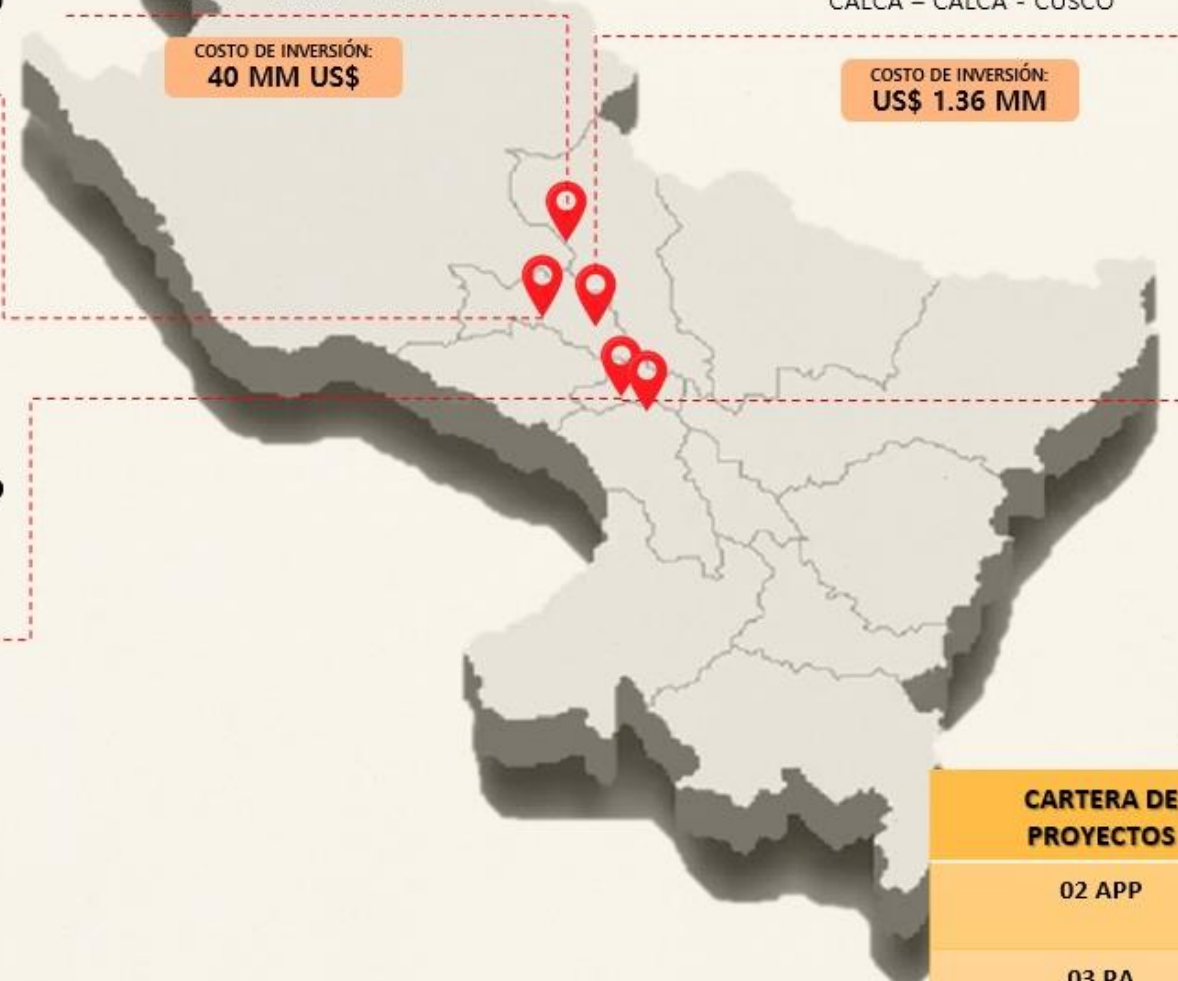 CALCA – CALCA - CUSCO
COSTO DE INVERSIÓN:
40 MM US$
COSTO DE INVERSIÓN:
US$ 1.36 MM
CARTERA DE
PROYECTOS
02 APP
03 PA